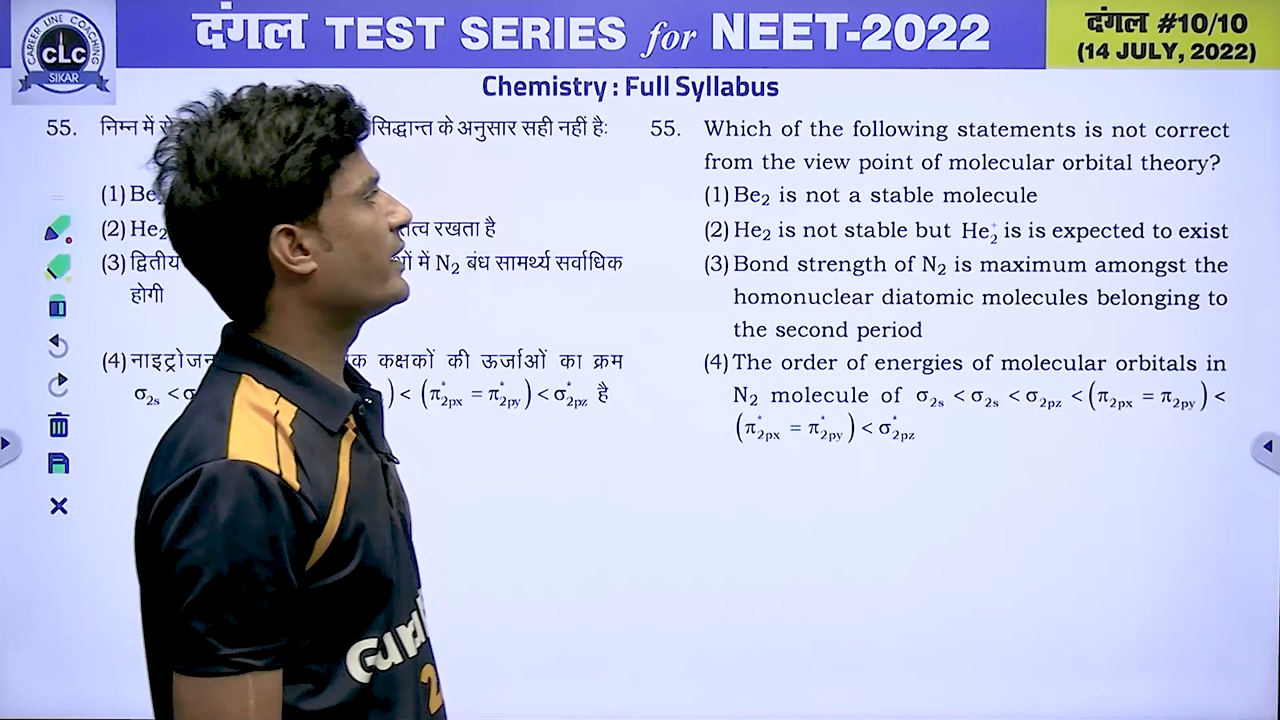 CAREER LINE COACHING
CLC
SIKAR
दंगल TEST SERIES for NEET-2022
दंगल #10/10
(14 JULY, 2022)
Chemistry : Full Syllabus
55. निम्न में सिद्धान्त के अनुसार सही नहीं है:
(1) Be₂
(2) He₂ रखता है
(3) द्वितीय में N₂ बंध सामर्थ्य सर्वाधिक
होगी
(4) नाइट्रोजन कक्षकों की ऊर्जाओं का क्रम
σ₂ₛ < ) < (π*₂px = π*₂py) < σ*₂pz है
55. Which of the following statements is not correct
from the view point of molecular orbital theory?
(1) Be₂ is not a stable molecule
(2) He₂ is not stable but He₂⁺ is is expected to exist
(3) Bond strength of N₂ is maximum amongst the
homonuclear diatomic molecules belonging to
the second period
(4) The order of energies of molecular orbitals in
N₂ molecule of σ₂ₛ < σ₂ₛ < σ₂pz < (π₂px = π₂py) <
(π*₂px = π*₂py) < σ*₂pz
2